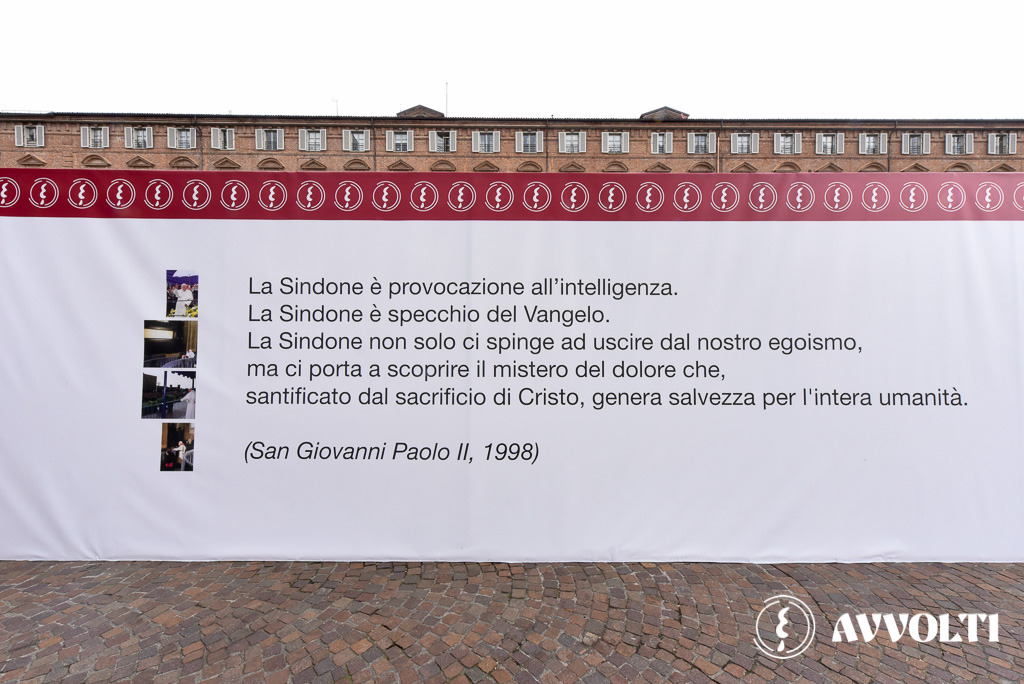 La Sindone è provocazione all’intelligenza.
La Sindone è specchio del Vangelo.
La Sindone non solo ci spinge ad uscire dal nostro egoismo,
ma ci porta a scoprire il mistero del dolore che,
santificato dal sacrificio di Cristo, genera salvezza per l'intera umanità.
(San Giovanni Paolo II, 1998)
AVVOLTI